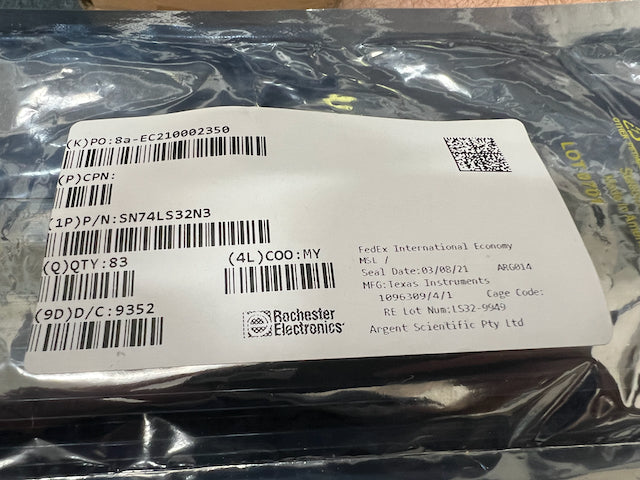 (K)PO:8a-EC210002350
(P)CPN:
(1P)P/N:SN74LS32N3
(Q)QTY:83
(4L)COO:MY
(9D)D/C:9352
Rochester
Electronics
FedEx International Economy
MSL /
Seal Date:03/08/21 ARG014
MFG:Texas Instruments
1096309/4/1 Cage Code:
RE Lot Num:LS32-9949
Argent Scientific Pty Ltd